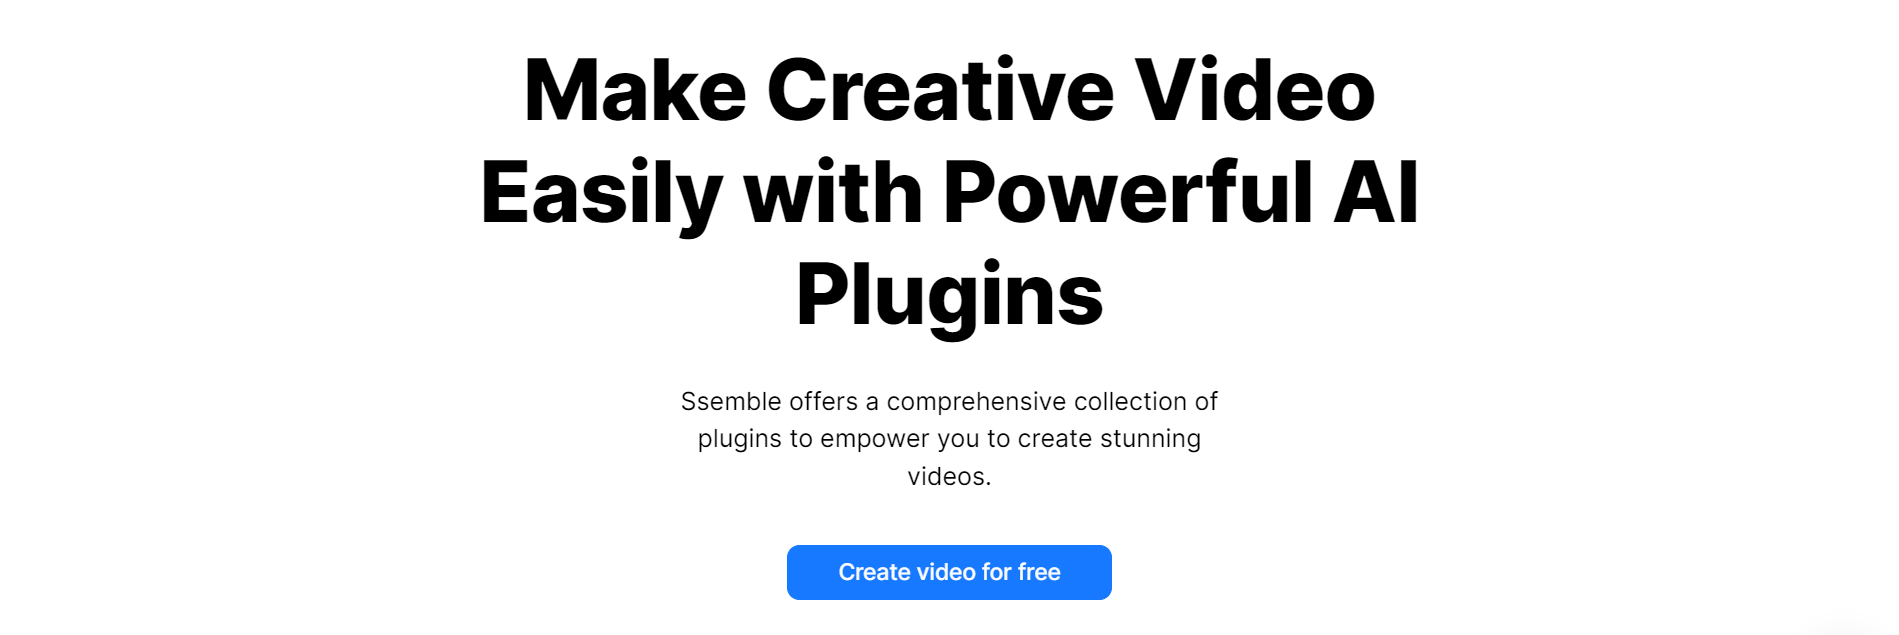 Make Creative Video
Easily with Powerful AI
Plugins
Ssemble offers a comprehensive collection of
plugins to empower you to create stunning
videos.
Create video for free